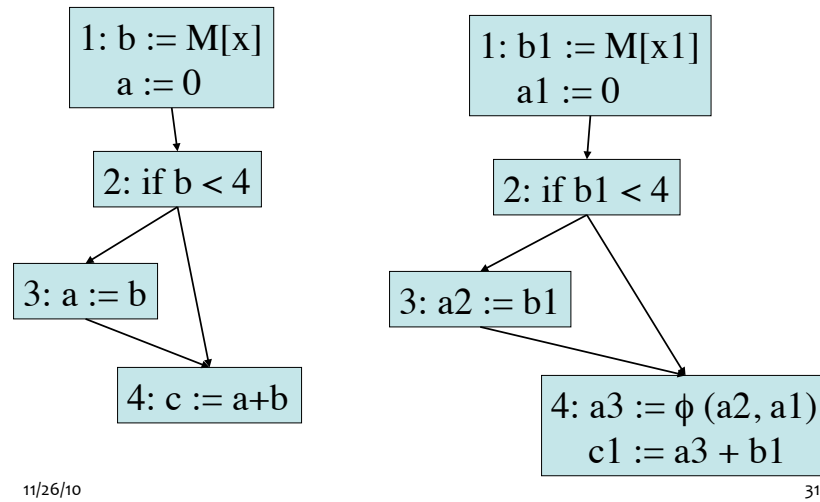 1: b := M[x]
a := 0
2: if b < 4
3: a := b
4: c := a+b
1: b1 := M[x1]
a1 := 0
2: if b1 < 4
3: a2 := b1
4: a3 := ϕ (a2, a1)
c1 := a3 + b1
11/26/10
31